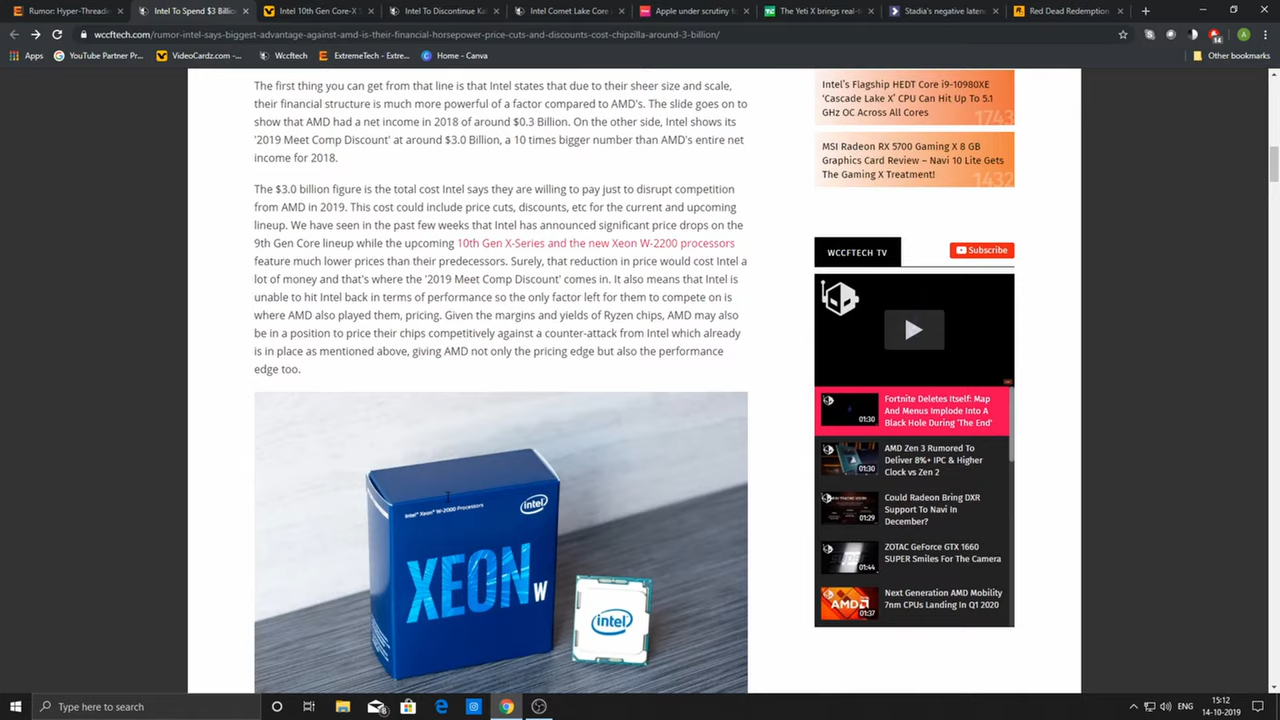 Rumor: Hyper-Threadi
Intel To Spend $3 Billio
Intel 10th Gen Core-X S
Intel To Discontinue Ka
Intel Comet Lake Core
Apple under scrutiny fo
The Yeti X brings real-t
Stadia's negative laten
Red Dead Redemption
wccftech.com/rumor-intel-says-biggest-advantage-against-amd-is-their-financial-horsepower-price-cuts-and-discounts-cost-chipzilla-around-3-billion/
14
A
Apps
YouTube Partner Pr...
VideoCardz.com -
Wccftech
ExtremeTech - Extre...
Home - Canva
Other bookmarks
The first thing you can get from that line is that Intel states that due to their sheer size and scale,
their financial structure is much more powerful of a factor compared to AMD's. The slide goes on to
show that AMD had a net income in 2018 of around $0.3 Billion. On the other side, Intel shows its
'2019 Meet Comp Discount' at around $3.0 Billion, a 10 times bigger number than AMD's entire net
income for 2018.
The $3.0 billion figure is the total cost Intel says they are willing to pay just to disrupt competition
from AMD in 2019. This cost could include price cuts, discounts, etc for the current and upcoming
lineup. We have seen in the past few weeks that Intel has announced significant price drops on the
9th Gen Core lineup while the upcoming 10th Gen X-Series and the new Xeon W-2200 processors
feature much lower prices than their predecessors. Surely, that reduction in price would cost Intel a
lot of money and that's where the '2019 Meet Comp Discount' comes in. It also means that Intel is
unable to hit Intel back in terms of performance so the only factor left for them to compete on is
where AMD also played them, pricing. Given the margins and yields of Ryzen chips, AMD may also
be in a position to price their chips competitively against a counter-attack from Intel which already
is in place as mentioned above, giving AMD not only the pricing edge but also the performance
edge too.
Intel® Xeon® W-2000 Processors
intel
XEON W
intel
Intel's Flagship HEDT Core i9-10980XE
'Cascade Lake X' CPU Can Hit Up To 5.1
GHz OC Across All Cores
1743
MSI Radeon RX 5700 Gaming X 8 GB
Graphics Card Review – Navi 10 Lite Gets
The Gaming X Treatment!
1432
WCCFTECH TV
Subscribe
Fortnite Deletes Itself: Map
And Menus Implode Into A
Black Hole During 'The End'
01:30
AMD Zen 3 Rumored To
Deliver 8%+ IPC & Higher
Clock vs Zen 2
01:30
Could Radeon Bring DXR
Support To Navi In
December?
01:29
ZOTAC GeForce GTX 1660
SUPER Smiles For The Camera
01:44
Next Generation AMD Mobility
7nm CPUs Landing In Q1 2020
AMD
01:37
Type here to search
ENG
15:12
14-10-2019